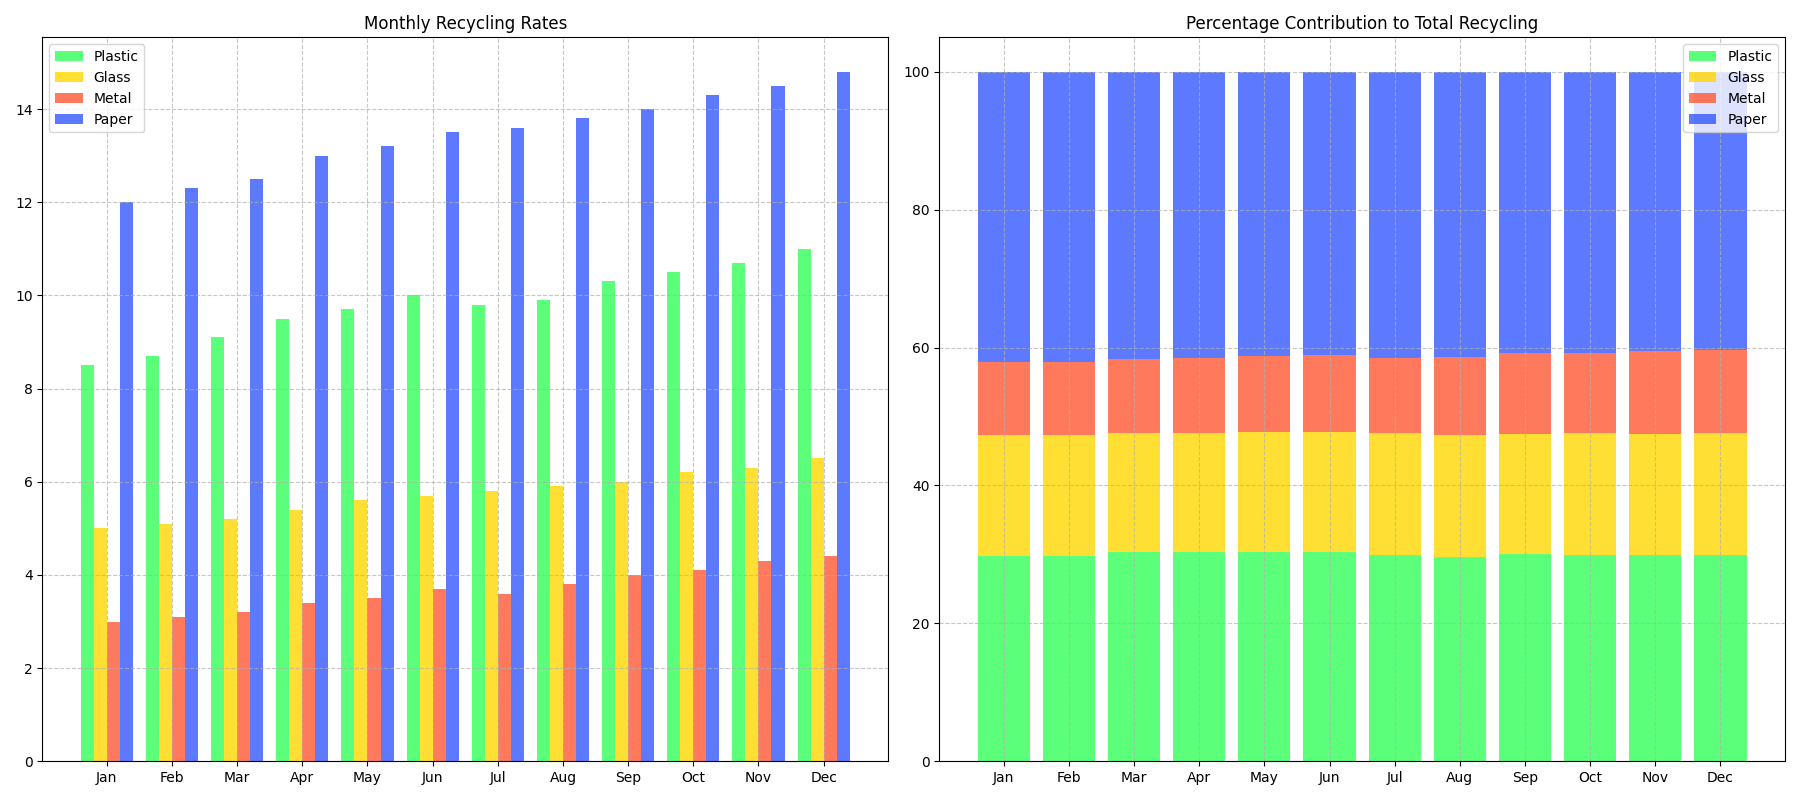 Monthly Recycling Rates
Plastic
Glass
Metal
Paper
14
12
10
8
6
4
2
0
Jan Feb Mar Apr May Jun Jul Aug Sep Oct Nov Dec
Percentage Contribution to Total Recycling
Plastic
Glass
Metal
Paper
100
80
60
40
20
0
Jan Feb Mar Apr May Jun Jul Aug Sep Oct Nov Dec